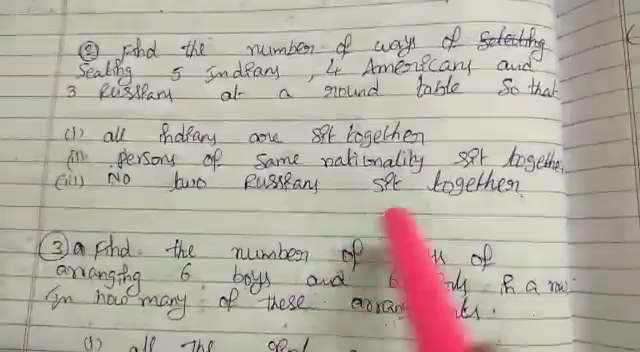 ② Find the number of ways of Selecting
Seating 5 Indians, 4 Americans and
3 Russians at a round table so that
(i) all Indians are sit together
(ii) persons of same nationality sit togethe
(iii) No two Russians sit together.
③ a Find the number of of
arranging 6 boys and 6 in a row.
In how many of these
(i) all the